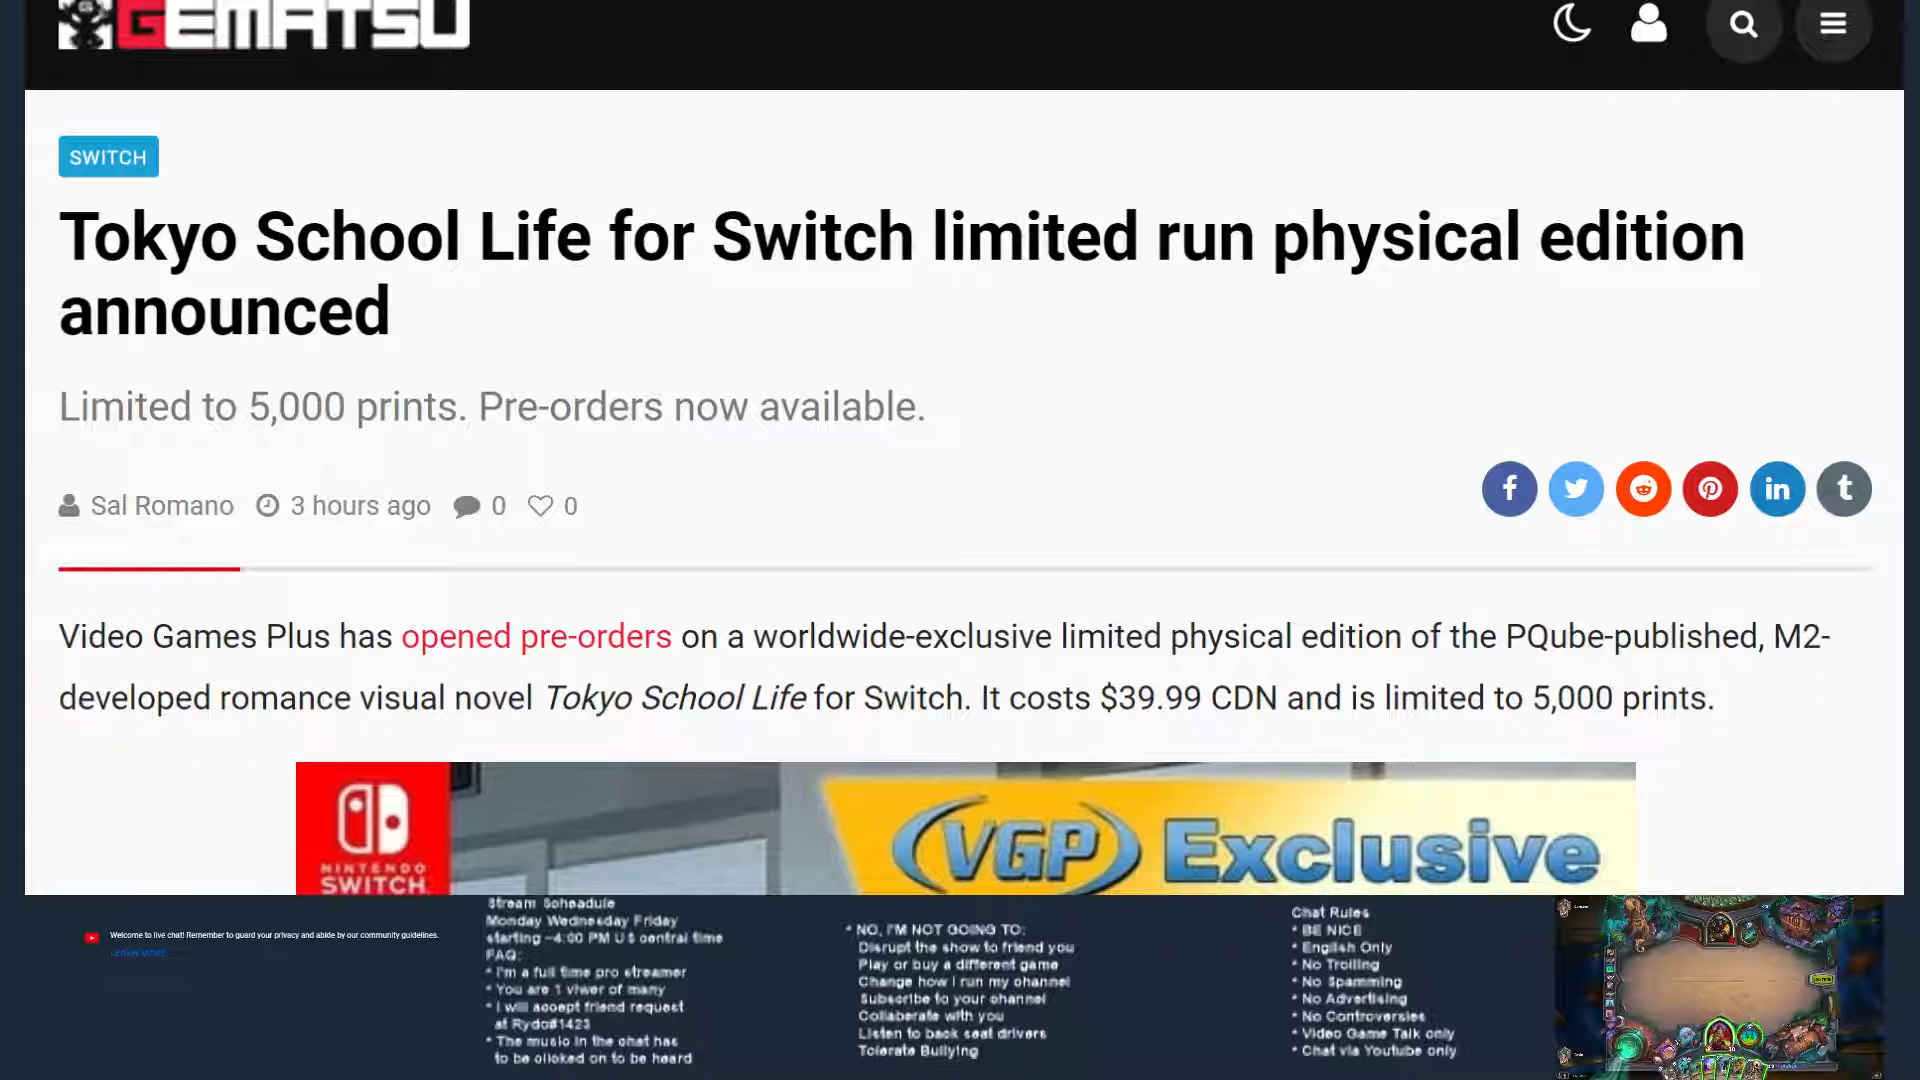 GEMATSU
SWITCH
Tokyo School Life for Switch limited run physical edition
announced
Limited to 5,000 prints. Pre-orders now available.
Sal Romano 3 hours ago 0 0
Video Games Plus has opened pre-orders on a worldwide-exclusive limited physical edition of the PQube-published, M2-
developed romance visual novel Tokyo School Life for Switch. It costs $39.99 CDN and is limited to 5,000 prints.
NINTENDO
SWITCH
VGP Exclusive
Welcome to live chat! Remember to guard your privacy and abide by our community guidelines.
LEARN MORE
Stream Scheadule
Monday Wednesday Friday
starting ~4:00 PM US central time
FAQ:
* I'm a full time pro streamer
* You are 1 viwer of many
* I will accept friend request
at Rydo#1423
* The music in the chat has
to be clicked on to be heard
* NO, I'M NOT GOING TO:
Disrupt the show to friend you
Play or buy a different game
Change how I run my channel
Subscribe to your channel
Collaberate with you
Listen to back seat drivers
Tolerate Bullying
Chat Rules
* BE NICE
* English Only
* No Trolling
* No Spamming
* No Advertising
* No Controversies
* Video Game Talk only
* Chat via Youtube only